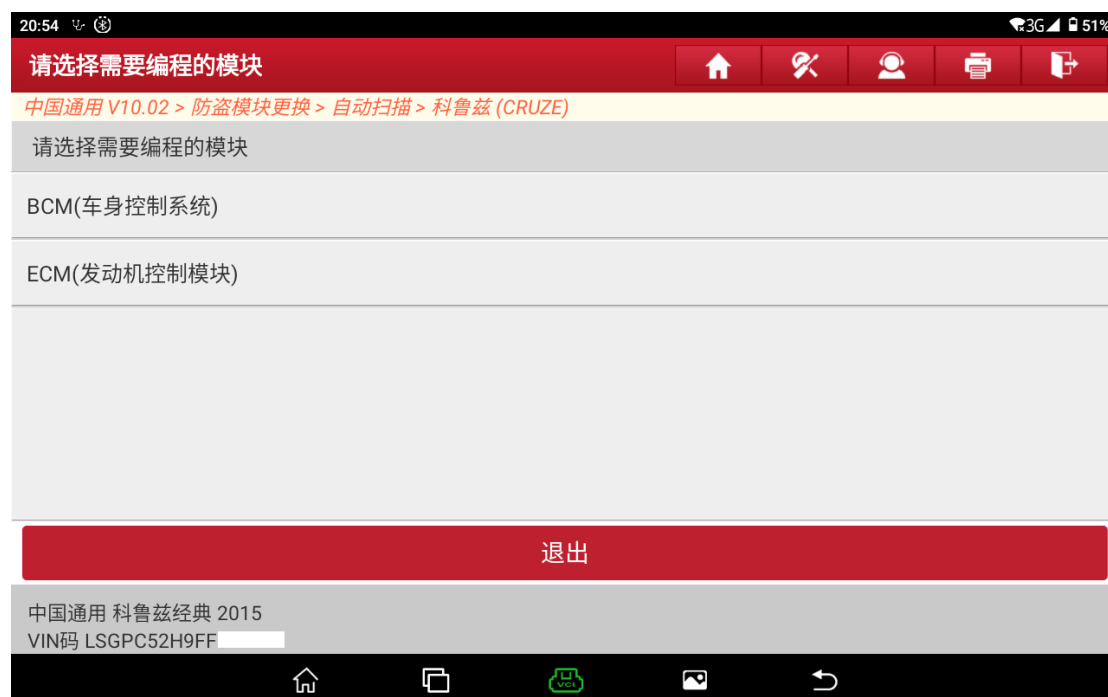 20:54 3G 51%
请选择需要编程的模块
中国通用 V10.02 > 防盗模块更换 > 自动扫描 > 科鲁兹 (CRUZE)
请选择需要编程的模块
BCM(车身控制系统)
ECM(发动机控制模块)
退出
中国通用 科鲁兹经典 2015
VIN码 LSGPC52H9FF
VCI